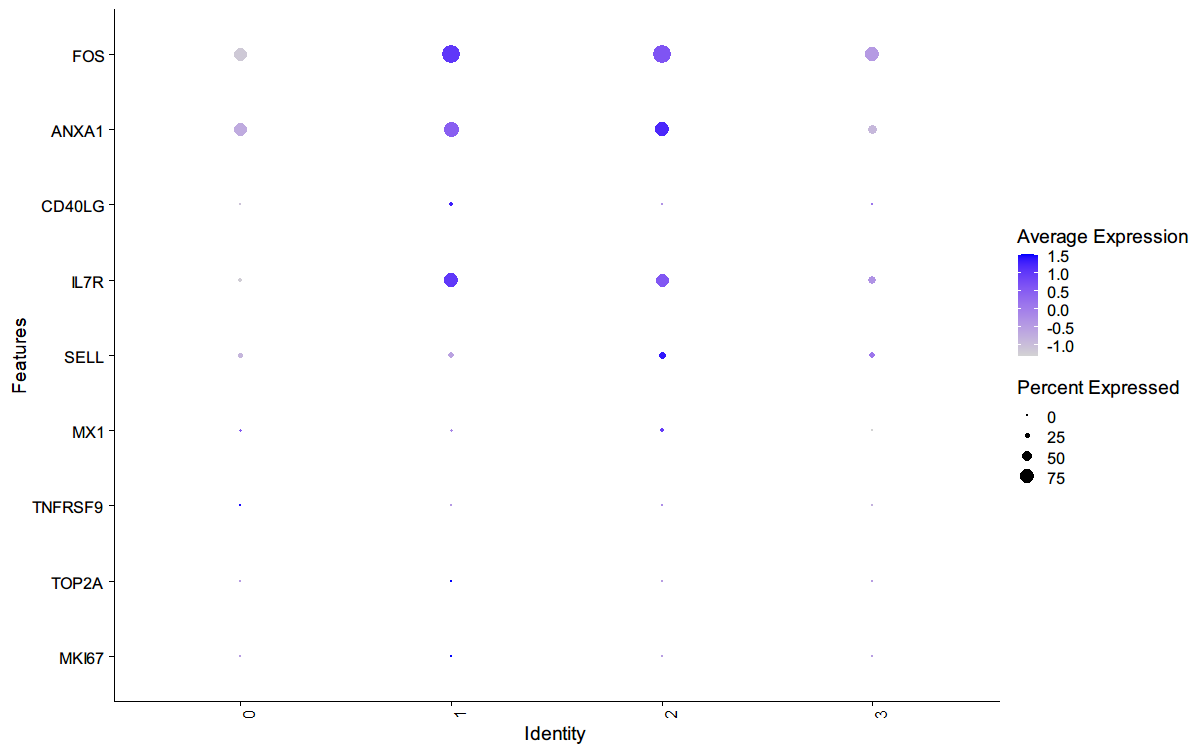 FOS
ANXA1
CD40LG
IL7R
SELL
MX1
TNFRSF9
TOP2A
MKI67
Features
0
1
2
3
Identity
Average Expression
1.5
1.0
0.5
0.0
-0.5
-1.0
Percent Expressed
0
25
50
75